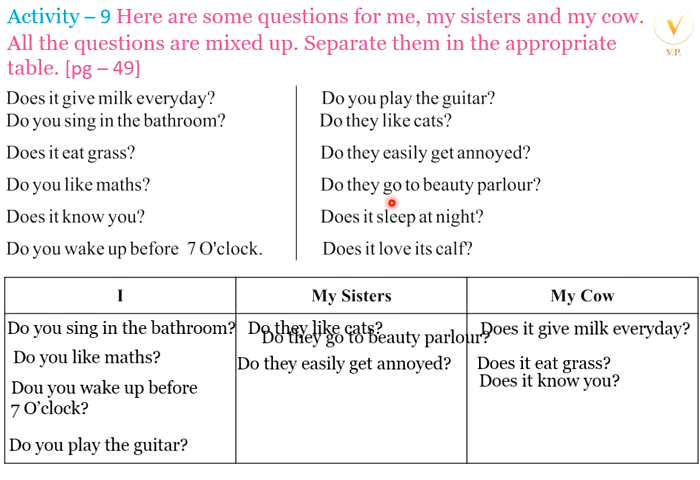 Activity – 9 Here are some questions for me, my sisters and my cow.
All the questions are mixed up. Separate them in the appropriate
table. [pg – 49]
V
V.P.
Does it give milk everyday?
Do you sing in the bathroom?
Does it eat grass?
Do you like maths?
Does it know you?
Do you wake up before 7 O'clock.
Do you play the guitar?
Do they like cats?
Do they easily get annoyed?
Do they go to beauty parlour?
Does it sleep at night?
Does it love its calf?
I
My Sisters
My Cow
Do you sing in the bathroom?
Do you like maths?
Dou you wake up before
7 O'clock?
Do you play the guitar?
Do they like cats?
Do they go to beauty parlour?
Do they easily get annoyed?
Does it give milk everyday?
Does it eat grass?
Does it know you?